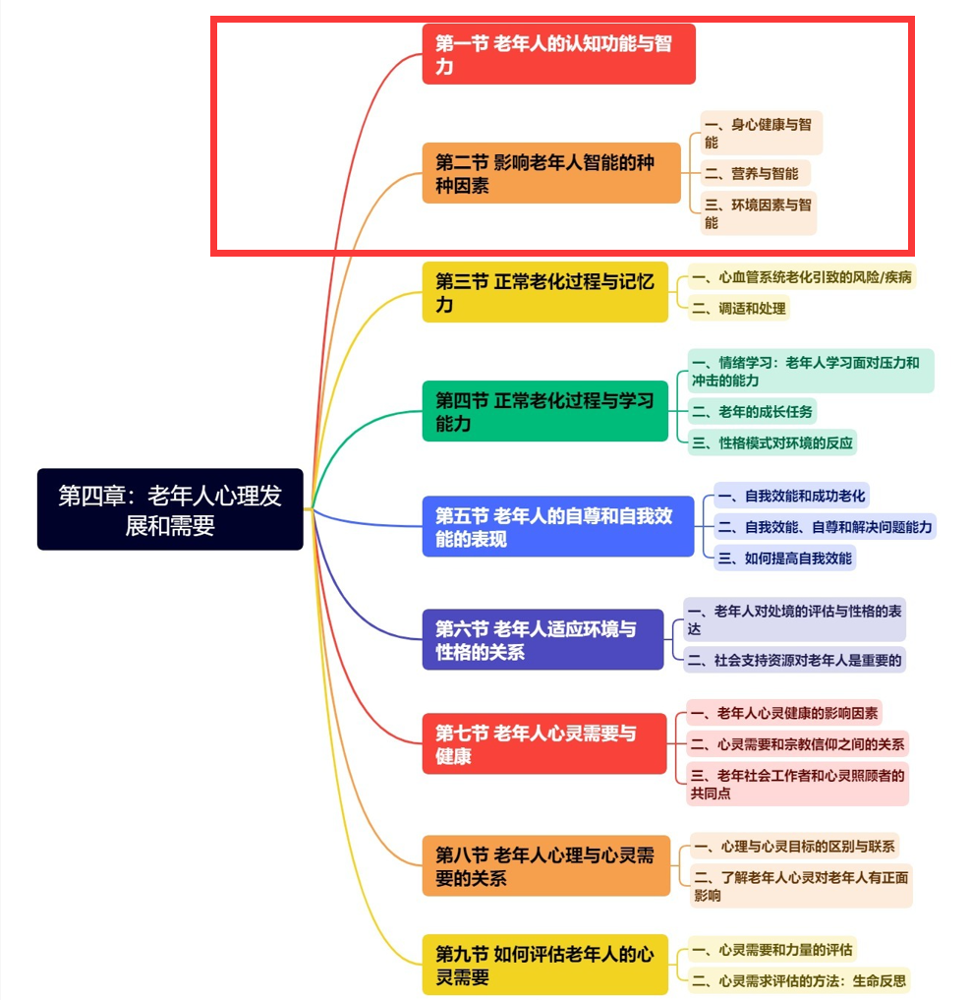 第一节 老年人的认知功能与智
力
一、身心健康与智
能
第二节 影响老年人智能的种
种因素
二、营养与智能
三、环境因素与智
能
第三节 正常老化过程与记忆
力
一、心血管系统老化引致的风险/疾病
二、调适和处理
第四节 正常老化过程与学习
能力
一、情绪学习：老年人学习面对压力和
冲击的能力
二、老年的成长任务
三、性格模式对环境的反应
第四章：老年人心理发
展和需要
第五节 老年人的自尊和自我效
能的表现
一、自我效能和成功老化
二、自我效能、自尊和解决问题能力
三、如何提高自我效能
第六节 老年人适应环境与
性格的关系
一、老年人对处境的评估与性格的表
达
二、社会支持资源对老年人是重要的
第七节 老年人心灵需要与
健康
一、老年人心灵健康的影响因素
二、心灵需要和宗教信仰之间的关系
三、老年社会工作者和心灵照顾者的
共同点
第八节 老年人心理与心灵需
要的关系
一、心理与心灵目标的区别与联系
二、了解老年人心灵对老年人有正面
影响
第九节 如何评估老年人的心
灵需要
一、心灵需要和力量的评估
二、心灵需求评估的方法：生命反思